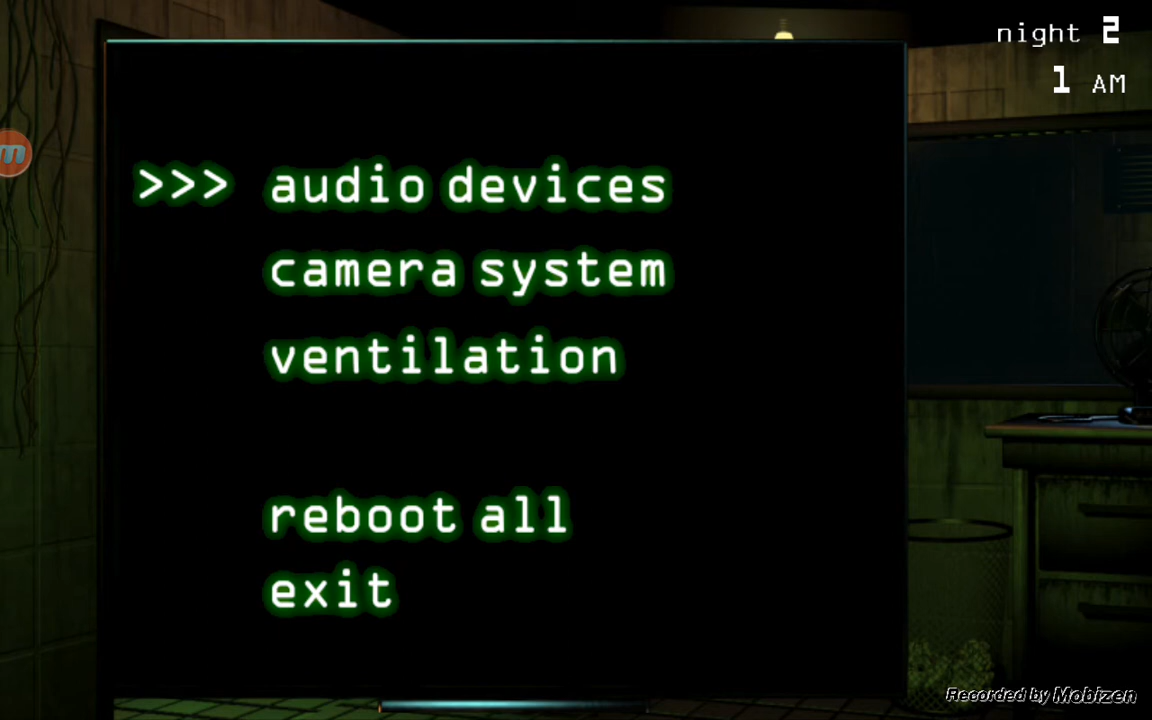 night 2
1 AM
>>> audio devices
camera system
ventilation
reboot all
exit
m
Recorded by Mobizen